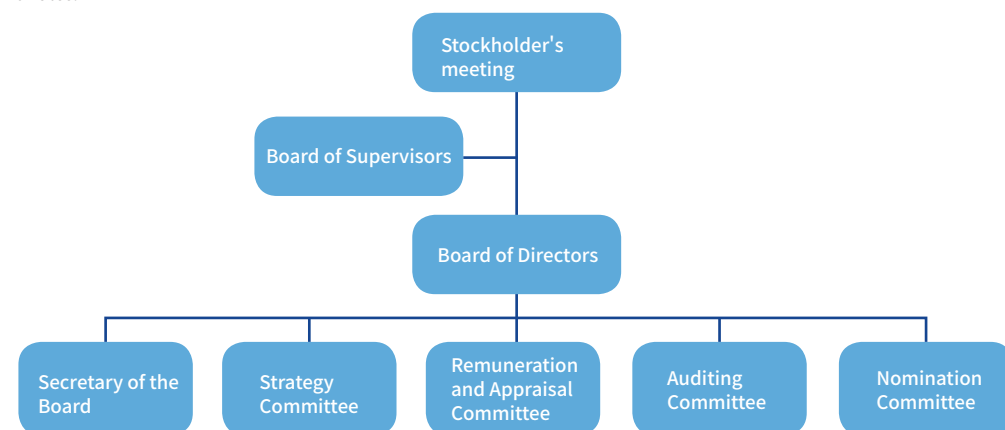 Stockholder's
meeting
Board of Supervisors
Board of Directors
Secretary of the
Board
Strategy
Committee
Remuneration
and Appraisal
Committee
Auditing
Committee
Nomination
Committee